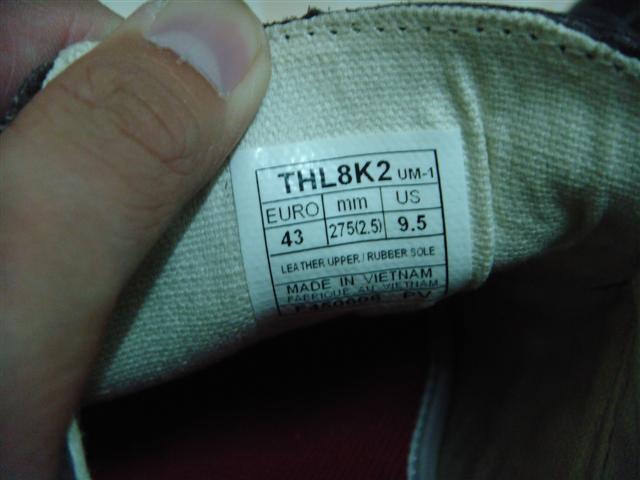 THL8K2 UM-1
EURO mm US
43 275(2.5) 9.5
LEATHER UPPER / RUBBER SOLE
MADE IN VIETNAM
FABRIQUE AU VIETNAM
PV